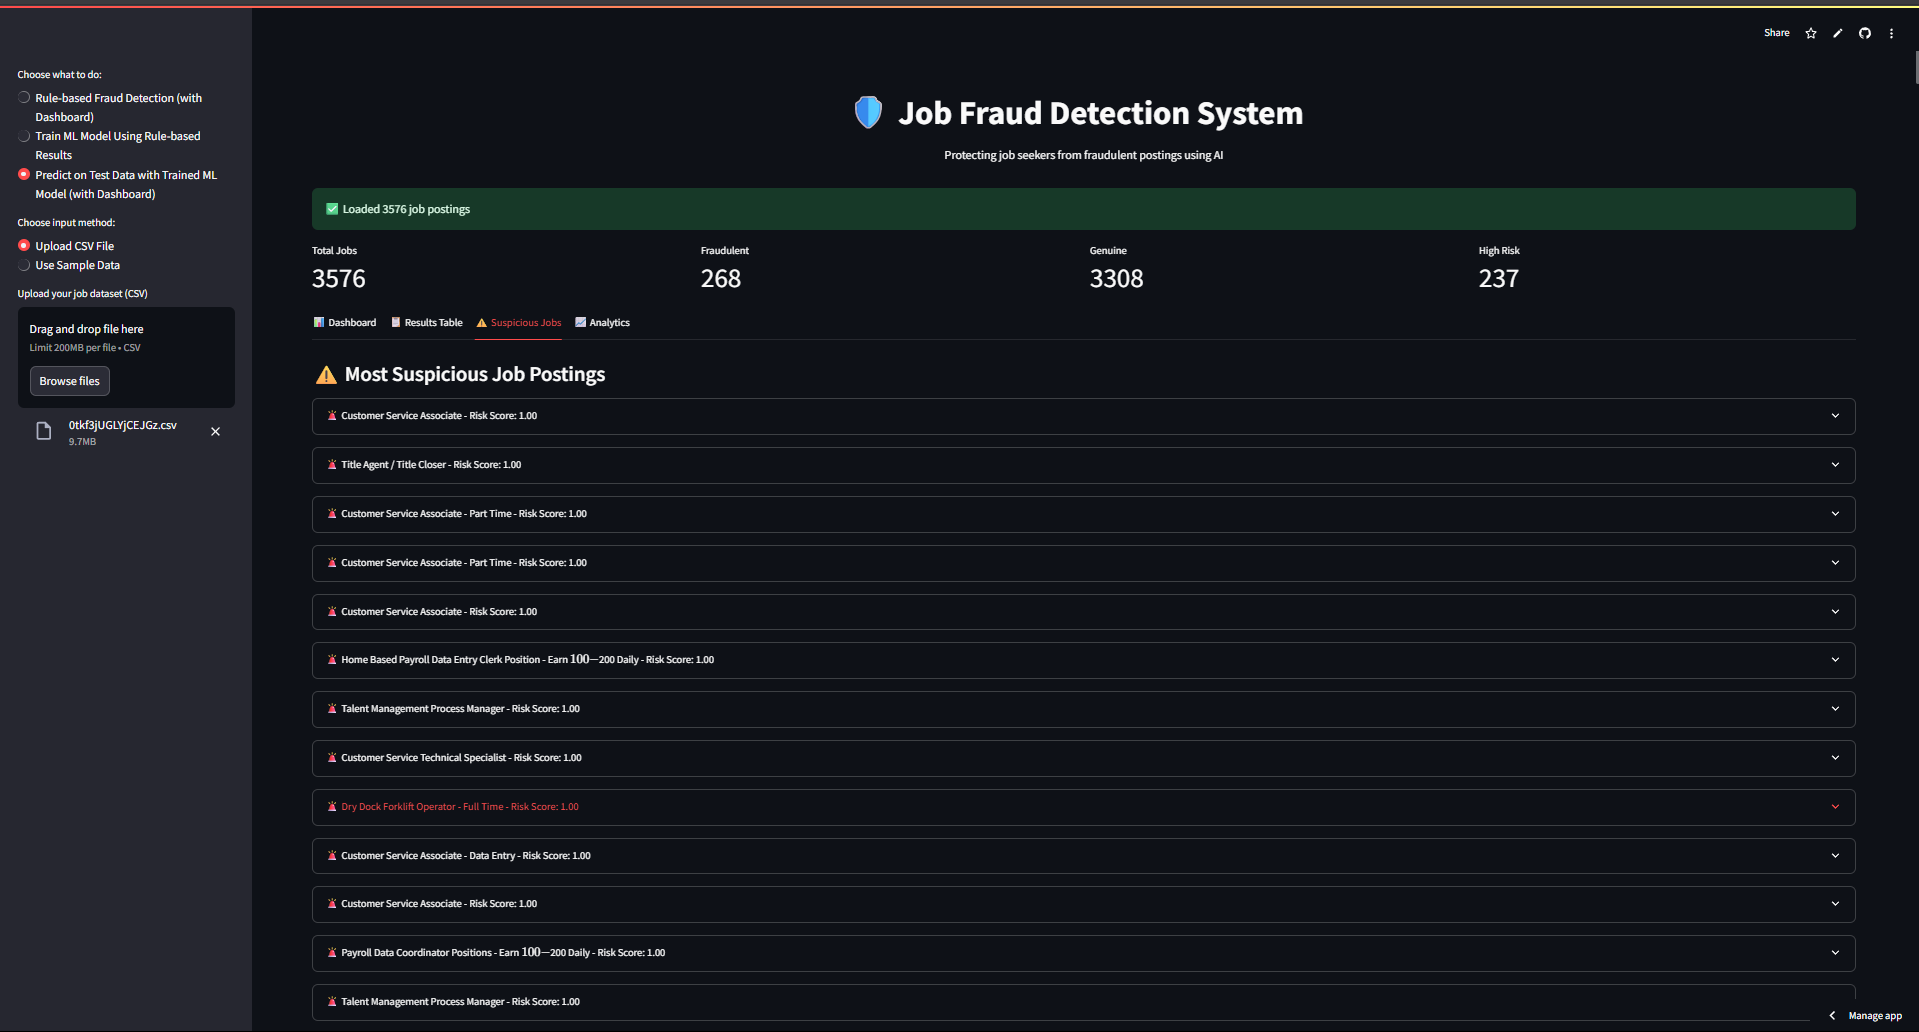 Share
Choose what to do:
Rule-based Fraud Detection (with
Dashboard)
Train ML Model Using Rule-based
Results
Predict on Test Data with Trained ML
Model (with Dashboard)
Choose input method:
Upload CSV File
Use Sample Data
Upload your job dataset (CSV)
Drag and drop file here
Limit 200MB per file • CSV
Browse files
0tkf3jUGLYjCEJGz.csv
9.7MB
Job Fraud Detection System
Protecting job seekers from fraudulent postings using AI
Loaded 3576 job postings
Total Jobs
3576
Fraudulent
268
Genuine
3308
High Risk
237
Dashboard
Results Table
Suspicious Jobs
Analytics
Most Suspicious Job Postings
Customer Service Associate - Risk Score: 1.00
Title Agent / Title Closer - Risk Score: 1.00
Customer Service Associate - Part Time - Risk Score: 1.00
Customer Service Associate - Part Time - Risk Score: 1.00
Customer Service Associate - Risk Score: 1.00
Home Based Payroll Data Entry Clerk Position - Earn 100−200 Daily - Risk Score: 1.00
Talent Management Process Manager - Risk Score: 1.00
Customer Service Technical Specialist - Risk Score: 1.00
Dry Dock Forklift Operator - Full Time - Risk Score: 1.00
Customer Service Associate - Data Entry - Risk Score: 1.00
Customer Service Associate - Risk Score: 1.00
Payroll Data Coordinator Positions - Earn 100−200 Daily - Risk Score: 1.00
Talent Management Process Manager - Risk Score: 1.00
Manage app